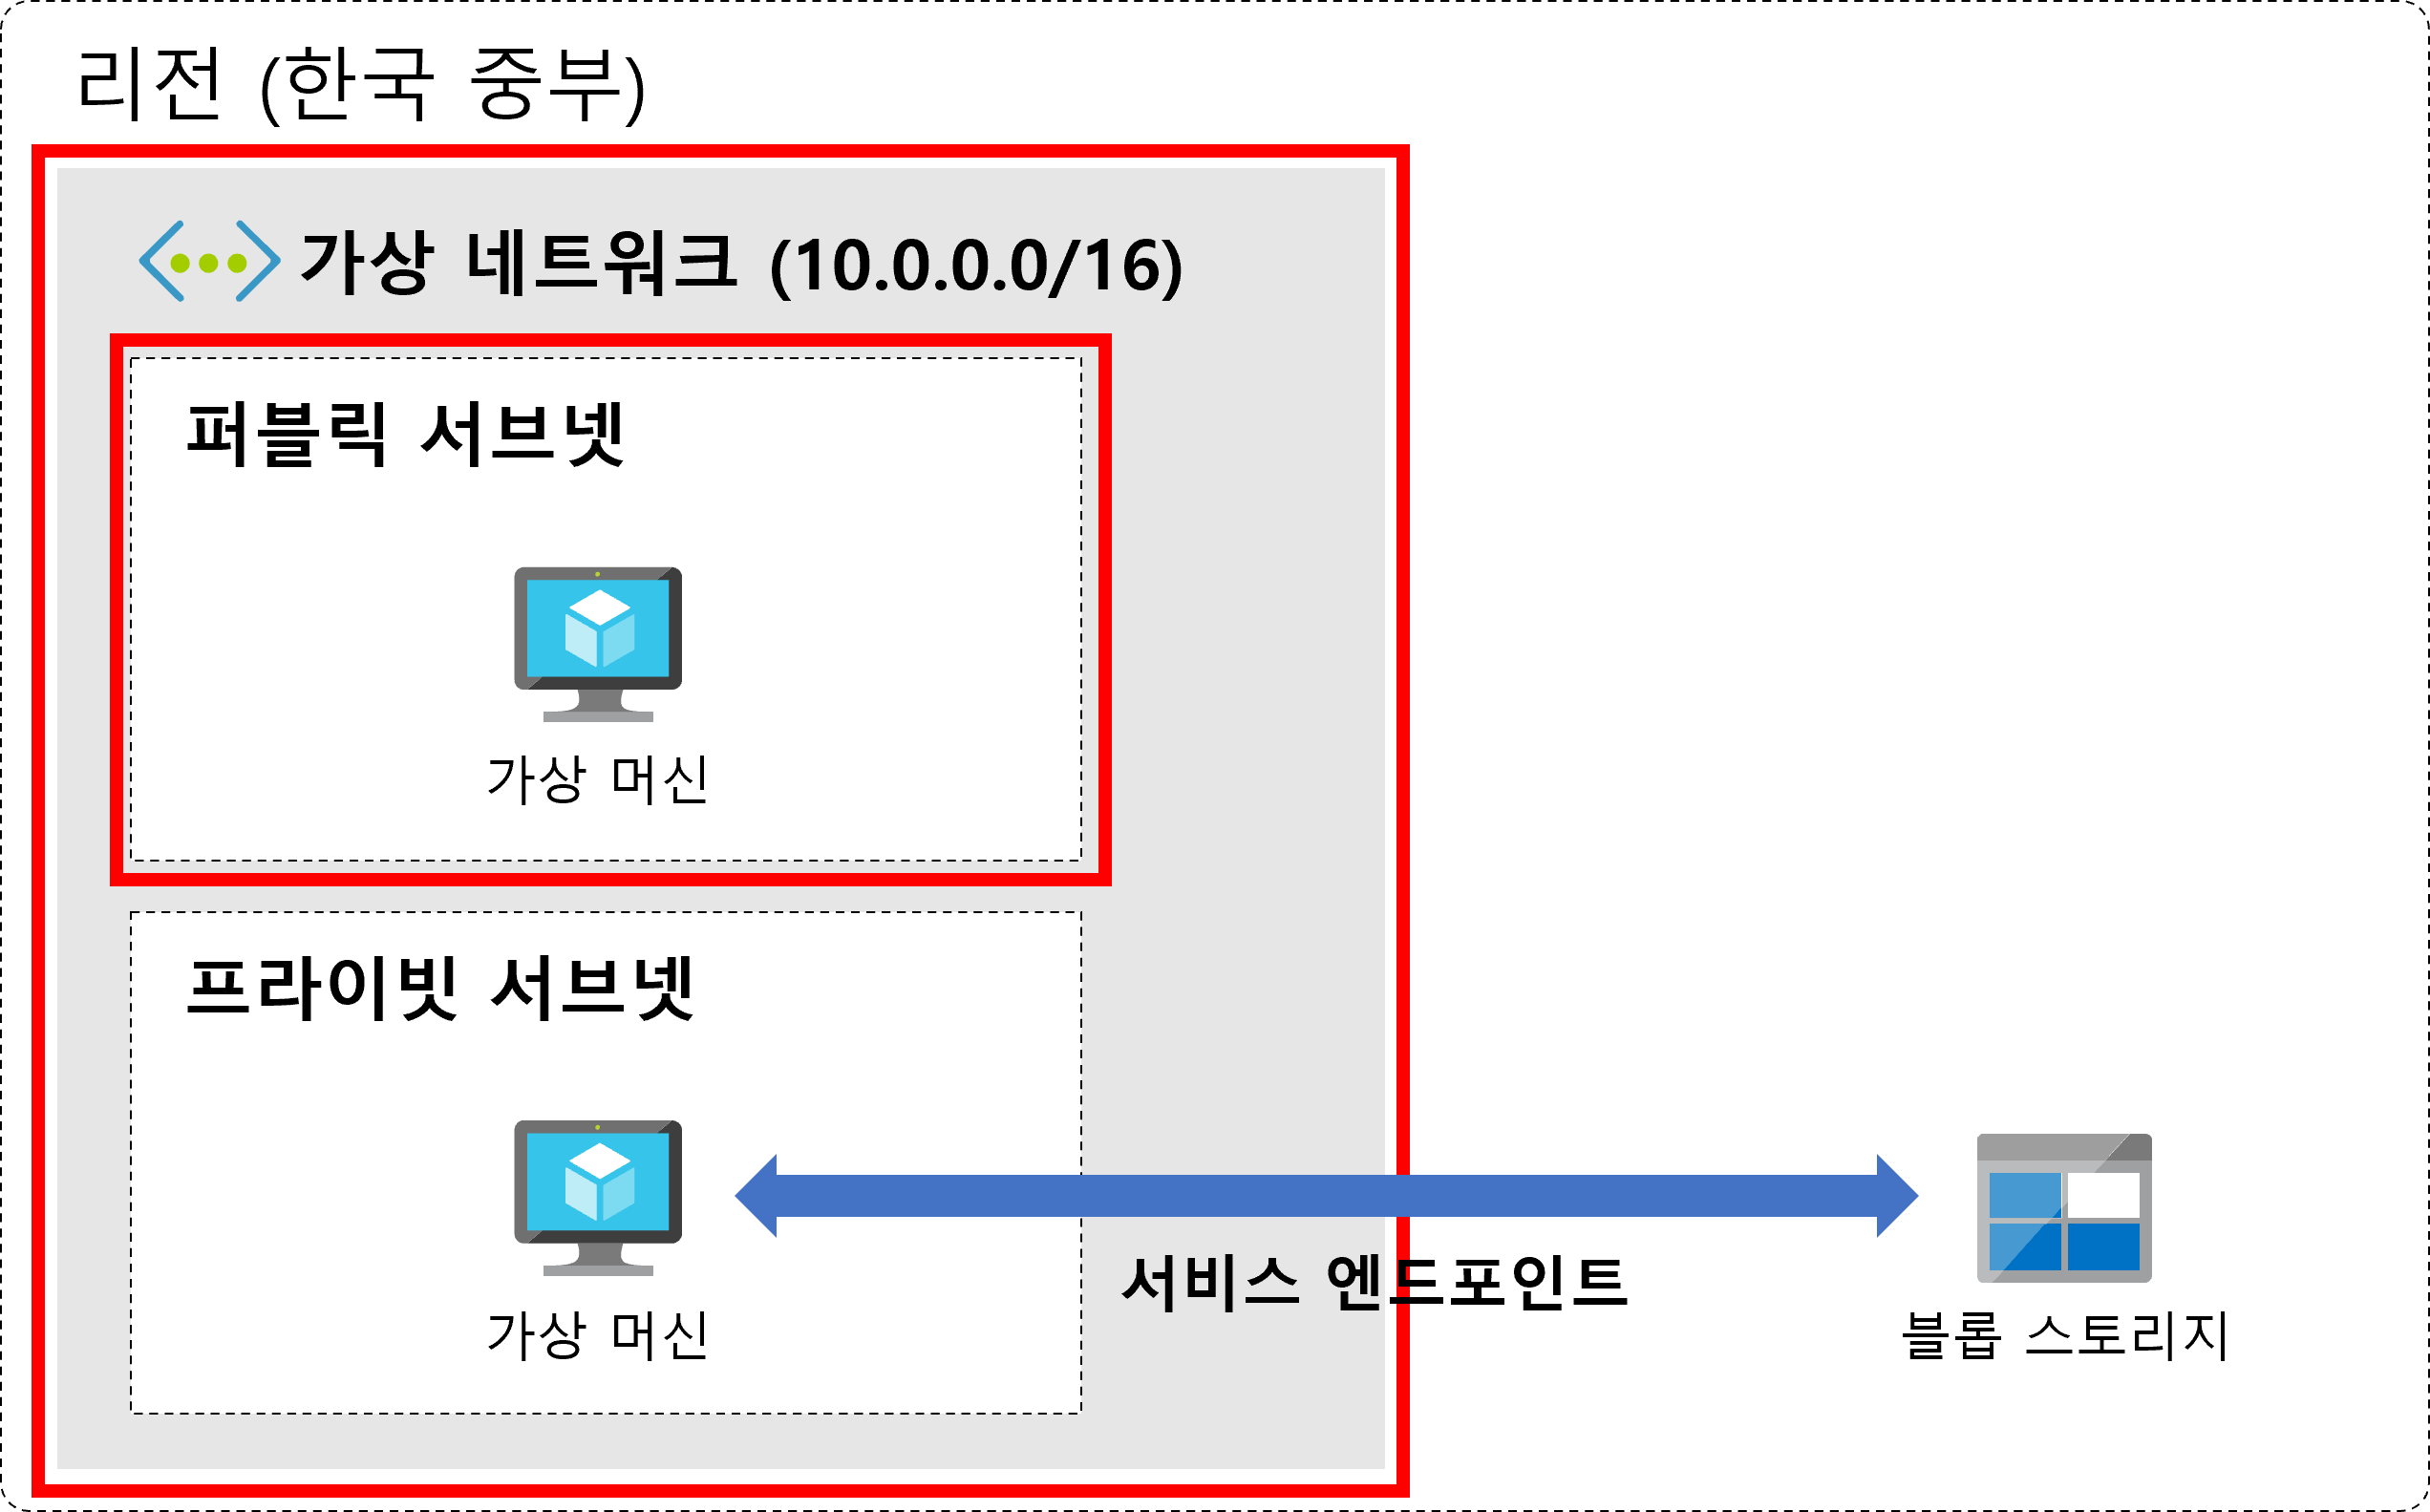 리전 (한국 중부)
가상 네트워크 (10.0.0.0/16)
퍼블릭 서브넷
가상 머신
프라이빗 서브넷
서비스 엔드포인트
가상 머신
블롭 스토리지